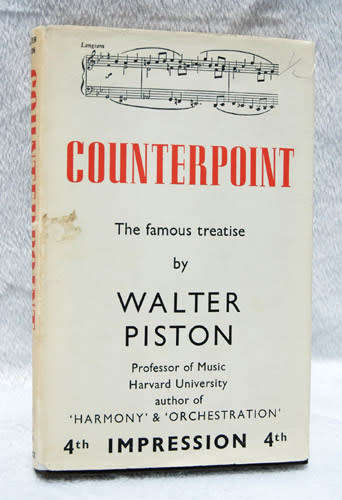 Langsam
COUNTERPOINT
The famous treatise
by
WALTER
PISTON
Professor of Music
Harvard University
author of
'HARMONY' & 'ORCHESTRATION'
4th IMPRESSION 4th
COUNTERPOINT